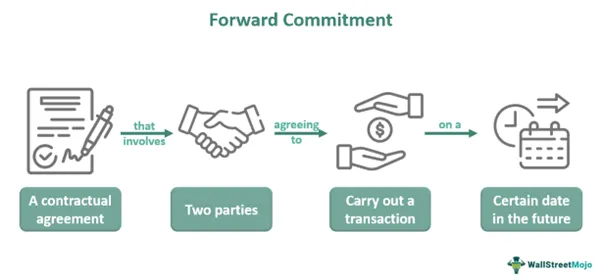 Forward Commitment
that
involves
agreeing
to
on a
A contractual
agreement
Two parties
Carry out a
transaction
Certain date
in the future
WallStreetMojo